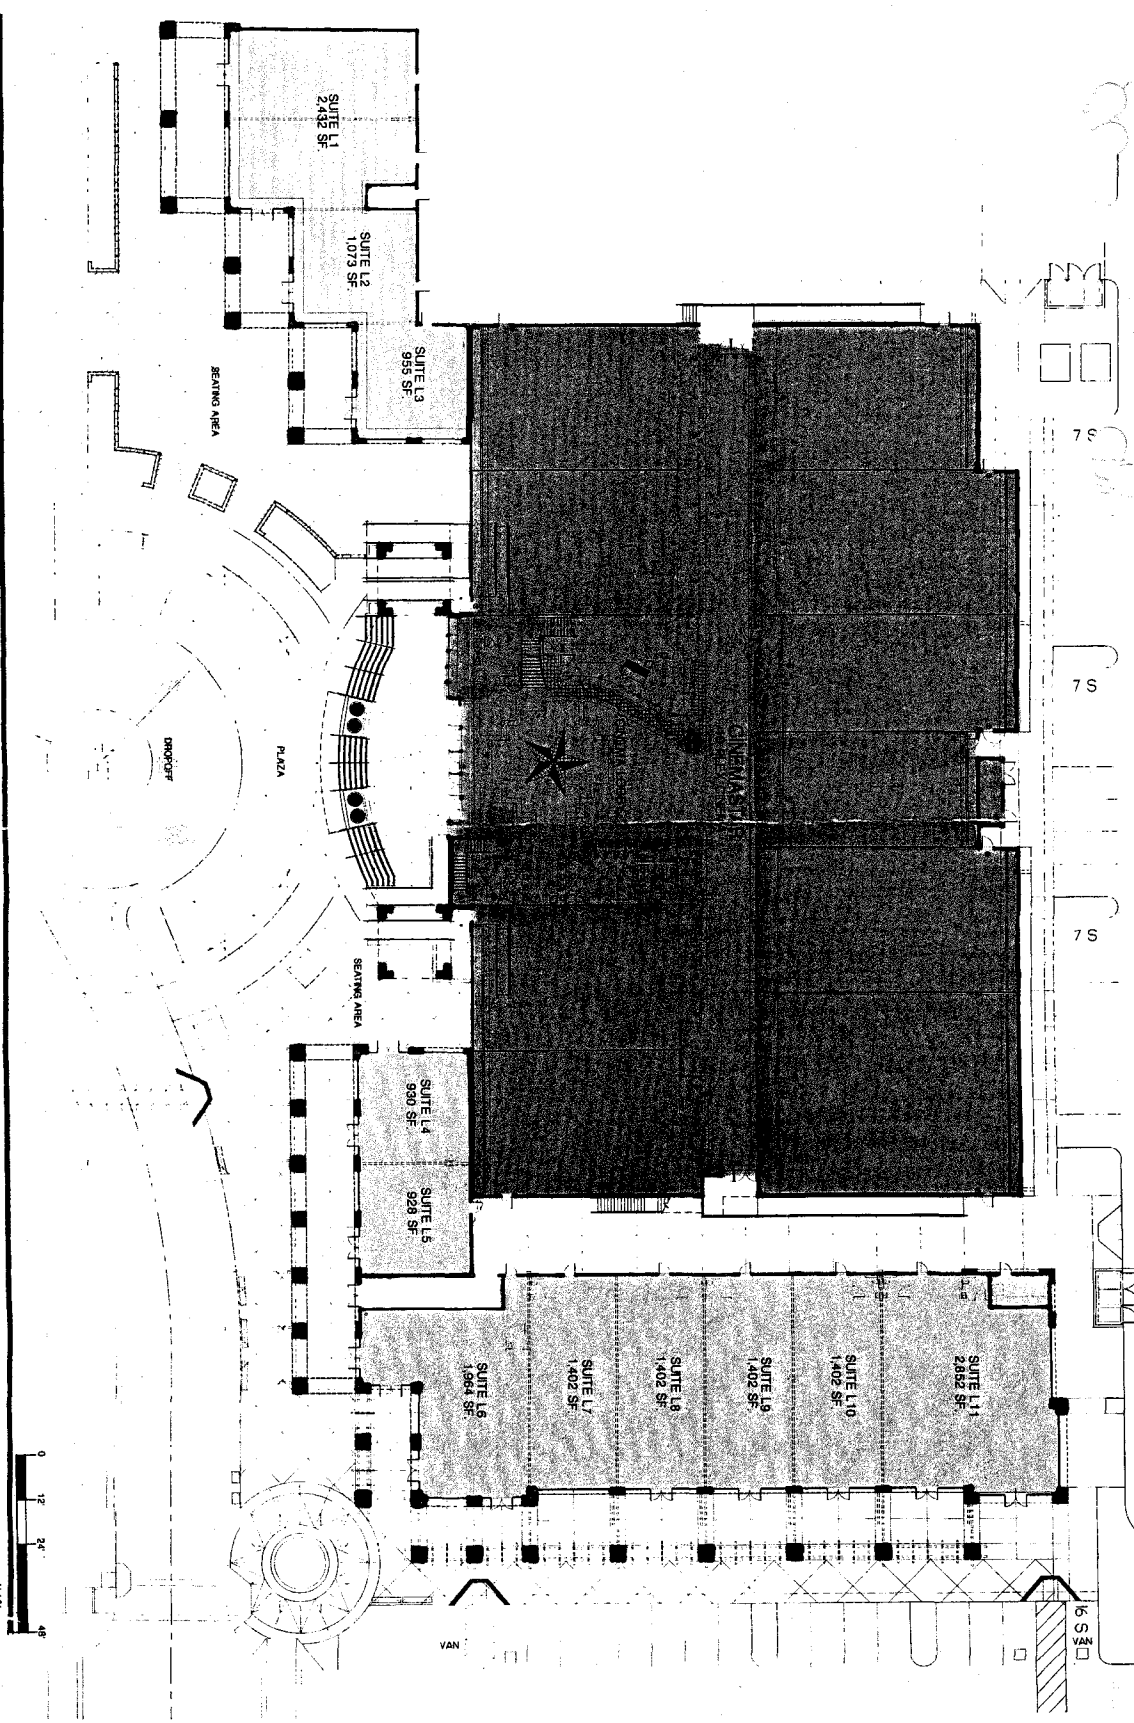 SUITE L1
2,432 SF.
SUITE L2
1,073 SF.
SUITE L3
955 SF.
SEATING AREA
7 S
7 S
7 S
CINEMASTAR
DROPOFF
PLAZA
SEATING AREA
SUITE L4
930 SF.
SUITE L5
928 SF.
SUITE L6
1,964 SF.
SUITE L7
1,402 SF.
SUITE L8
1,402 SF.
SUITE L9
1,402 SF.
SUITE L10
1,402 SF.
SUITE L11
2,852 SF.
0
12
24'
48'
VAN
16 S
VAN